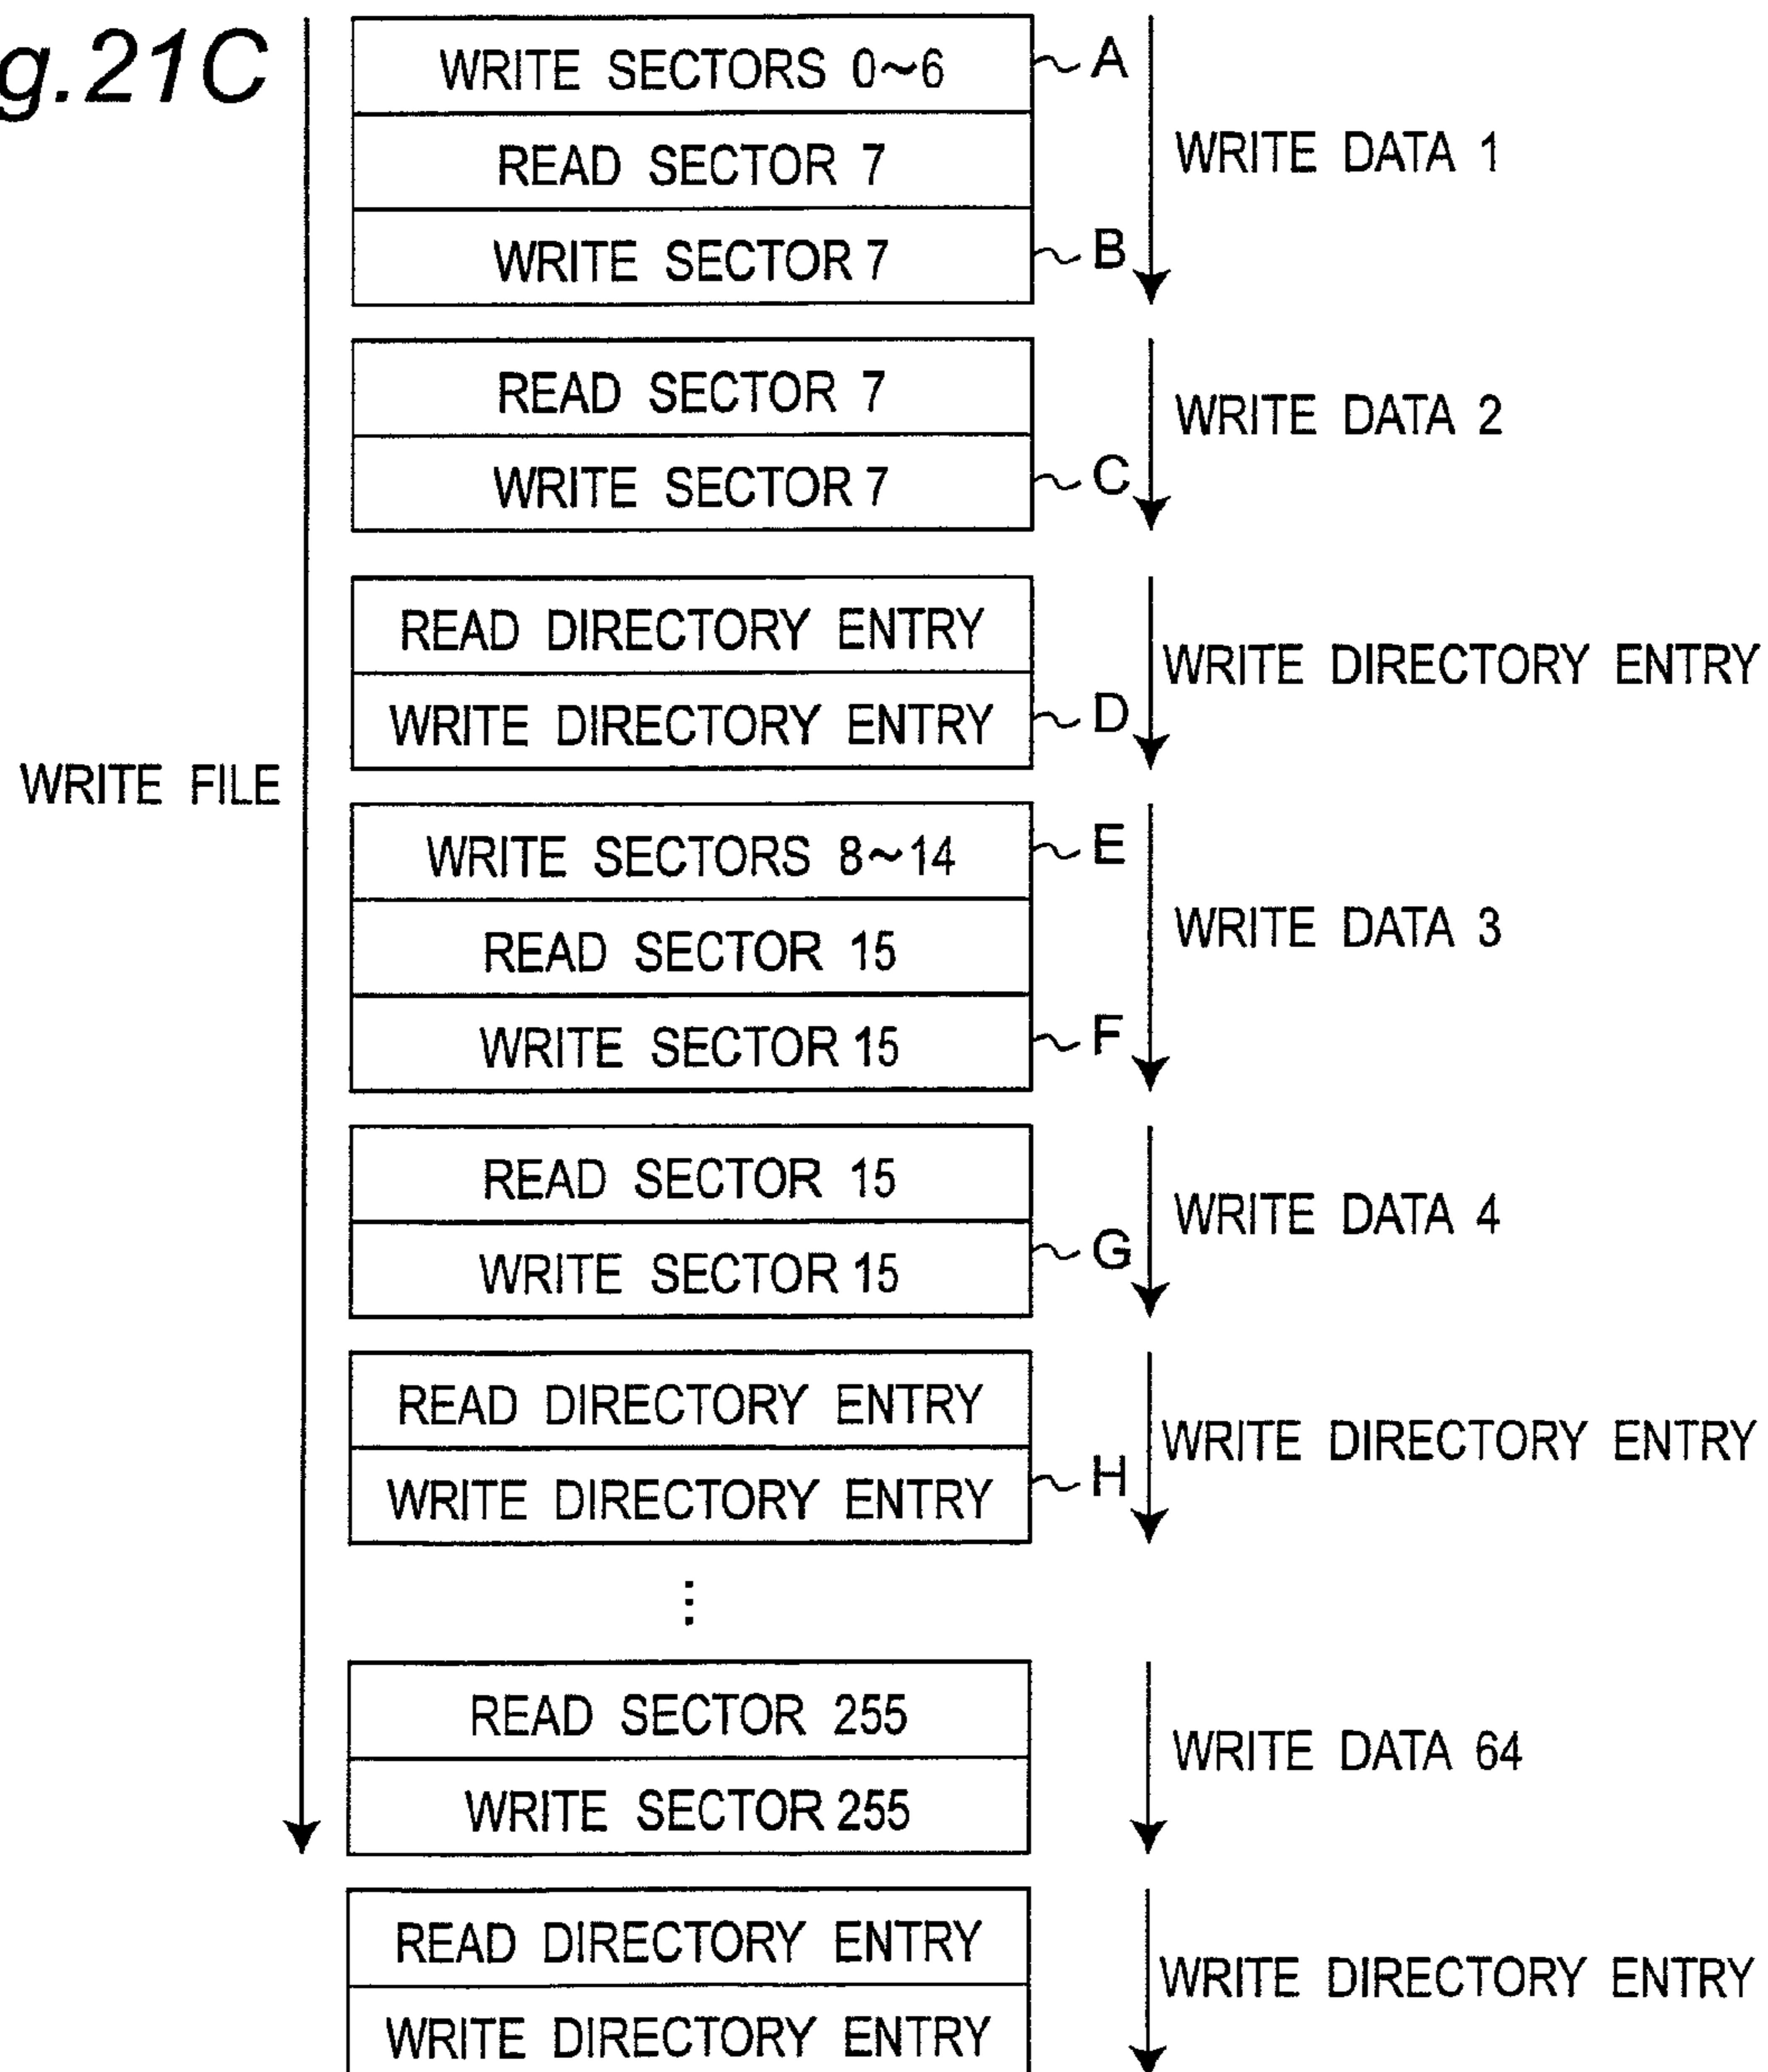 g.21C
WRITE SECTORS 0~6
A
READ SECTOR 7
WRITE DATA 1
WRITE SECTOR 7
B
READ SECTOR 7
WRITE DATA 2
WRITE SECTOR 7
C
READ DIRECTORY ENTRY
WRITE DIRECTORY ENTRY
WRITE DIRECTORY ENTRY
D
WRITE FILE
WRITE SECTORS 8~14
E
READ SECTOR 15
WRITE DATA 3
WRITE SECTOR 15
F
READ SECTOR 15
WRITE DATA 4
WRITE SECTOR 15
G
READ DIRECTORY ENTRY
WRITE DIRECTORY ENTRY
WRITE DIRECTORY ENTRY
H
⋮
READ SECTOR 255
WRITE DATA 64
WRITE SECTOR 255
READ DIRECTORY ENTRY
WRITE DIRECTORY ENTRY
WRITE DIRECTORY ENTRY